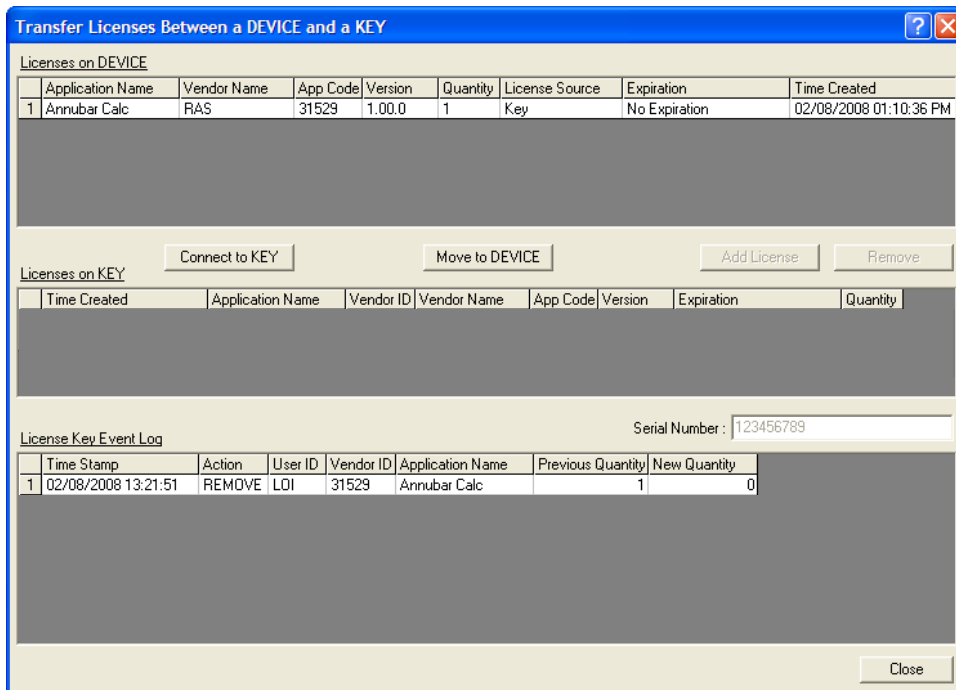 Transfer Licenses Between a DEVICE and a KEY
Licenses on DEVICE
Application Name Vendor Name App Code Version Quantity License Source Expiration Time Created
1 Annubar Calc RAS 31529 1.00.0 1 Key No Expiration 02/08/2008 01:10:36 PM
Connect to KEY Move to DEVICE Add License Remove
Licenses on KEY
Time Created Application Name Vendor ID Vendor Name App Code Version Expiration Quantity
Serial Number : 123456789
License Key Event Log
Time Stamp Action User ID Vendor ID Application Name Previous Quantity New Quantity
1 02/08/2008 13:21:51 REMOVE LOI 31529 Annubar Calc 1 0
Close